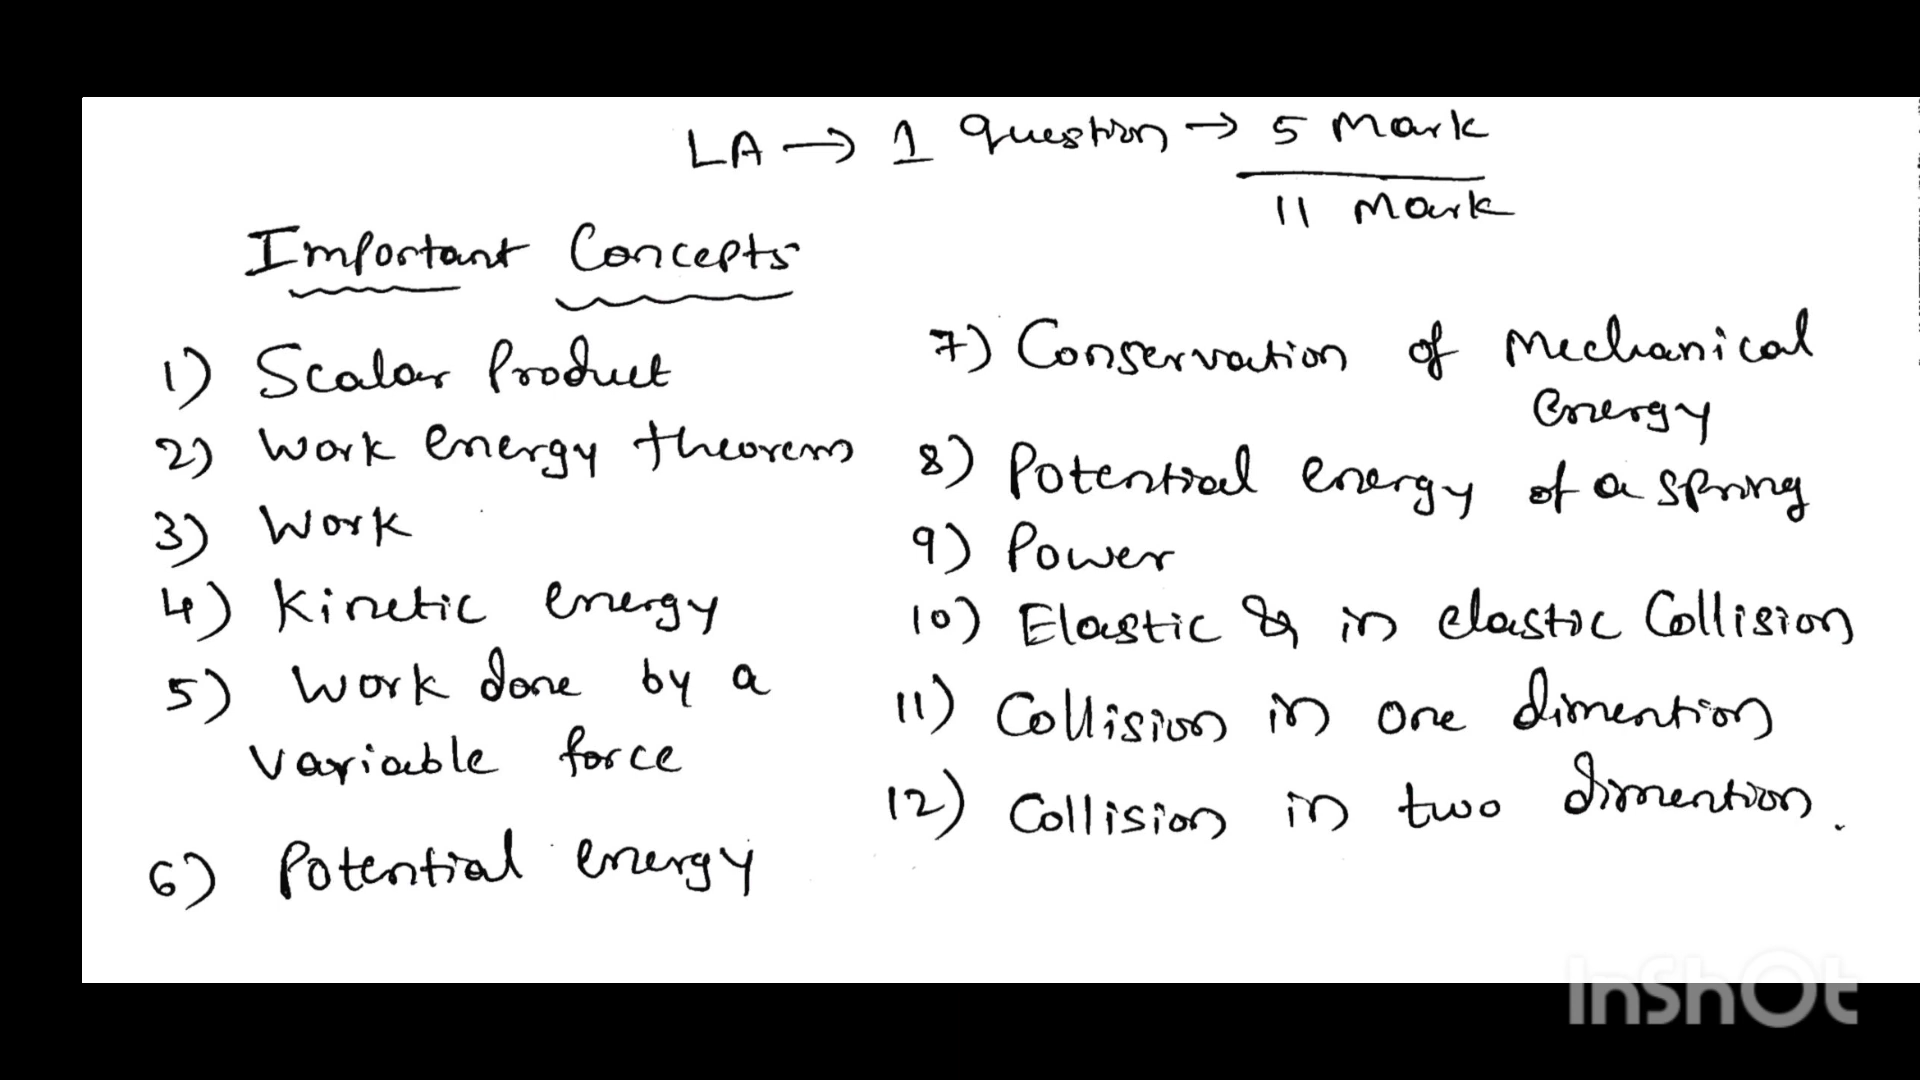 LA → 1 question → 5 Mark
11 Mark
Important Concepts
1) Scalar Product
2) Work energy theorem
3) Work
4) Kinetic energy
5) Work done by a
variable force
6) Potential energy
7) Conservation of Mechanical
energy
8) Potential energy of a spring
9) Power
10) Elastic & in elastic Collision
11) Collision in one dimention
12) Collision in two dimention.
InShOt